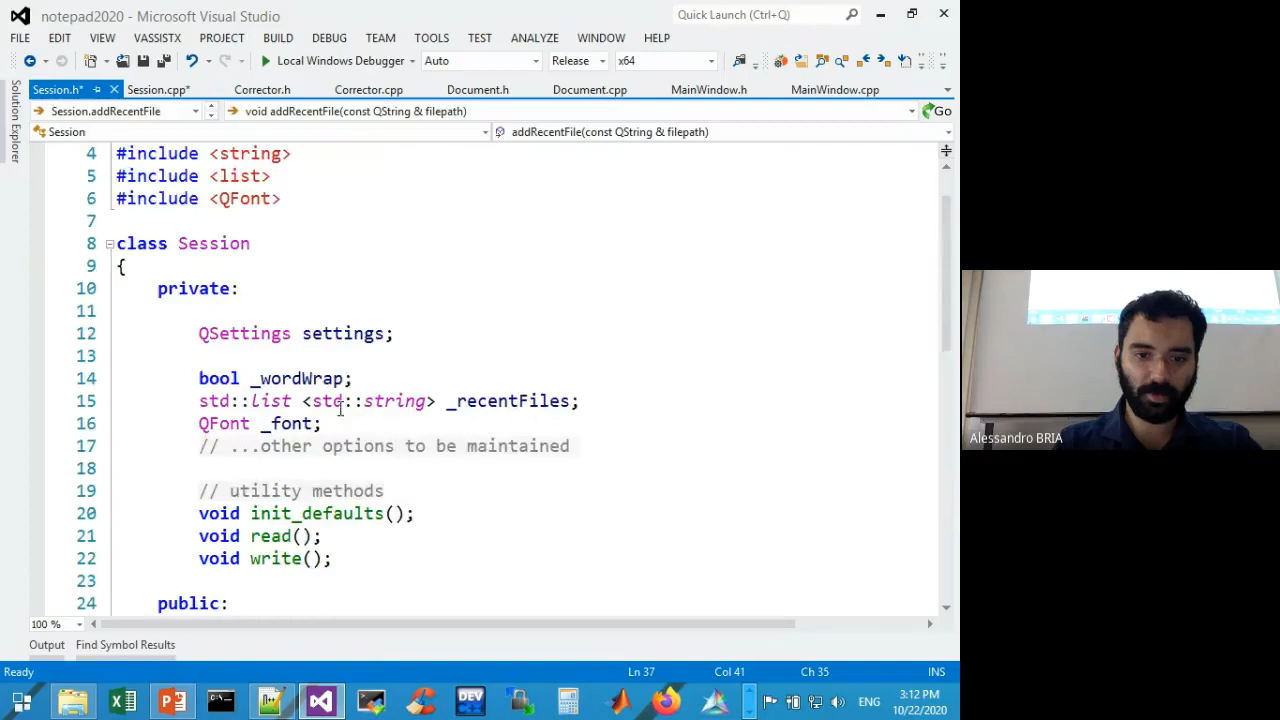 notepad2020 - Microsoft Visual Studio
Quick Launch (Ctrl+Q)
FILE EDIT VIEW VASSISTX PROJECT BUILD DEBUG TEAM TOOLS TEST ANALYZE WINDOW HELP
Local Windows Debugger Auto Release x64
Session.h* Session.cpp* Corrector.h Corrector.cpp Document.h Document.cpp MainWindow.h MainWindow.cpp
Session.addRecentFile void addRecentFile(const QString & filepath) Go
Session addRecentFile(const QString & filepath)
Solution Explorer
4 #include <string>
5 #include <list>
6 #include <QFont>
7
8 class Session
9 {
10 private:
11
12 QSettings settings;
13
14 bool _wordWrap;
15 std::list <std::string> _recentFiles;
16 QFont _font;
17 // ...other options to be maintained
18
19 // utility methods
20 void init_defaults();
21 void read();
22 void write();
23
24 public:
100 %
Output Find Symbol Results
Ready Ln 37 Col 41 Ch 35 INS
DEV
ENG
3:12 PM
10/22/2020
Alessandro BRIA